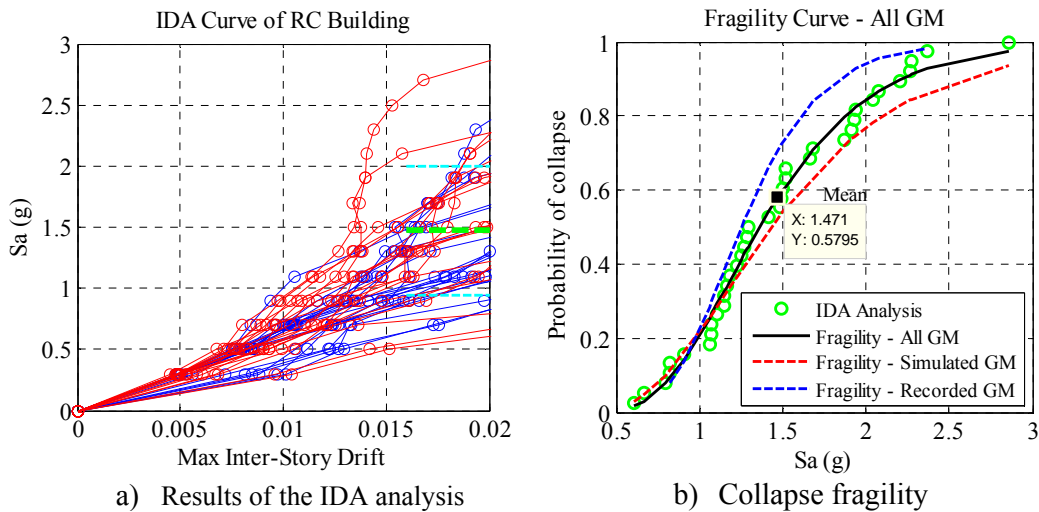 IDA Curve of RC Building
3
2.5
2
1.5
1
0.5
0
0
0.005
0.01
0.015
0.02
Sa (g)
Max Inter-Story Drift
a) Results of the IDA analysis
Fragility Curve - All GM
1
0.8
0.6
0.4
0.2
0
0.5
1
1.5
2
2.5
3
Probability of collapse
Sa (g)
Mean
X: 1.471
Y: 0.5795
IDA Analysis
Fragility - All GM
Fragility - Simulated GM
Fragility - Recorded GM
b) Collapse fragility